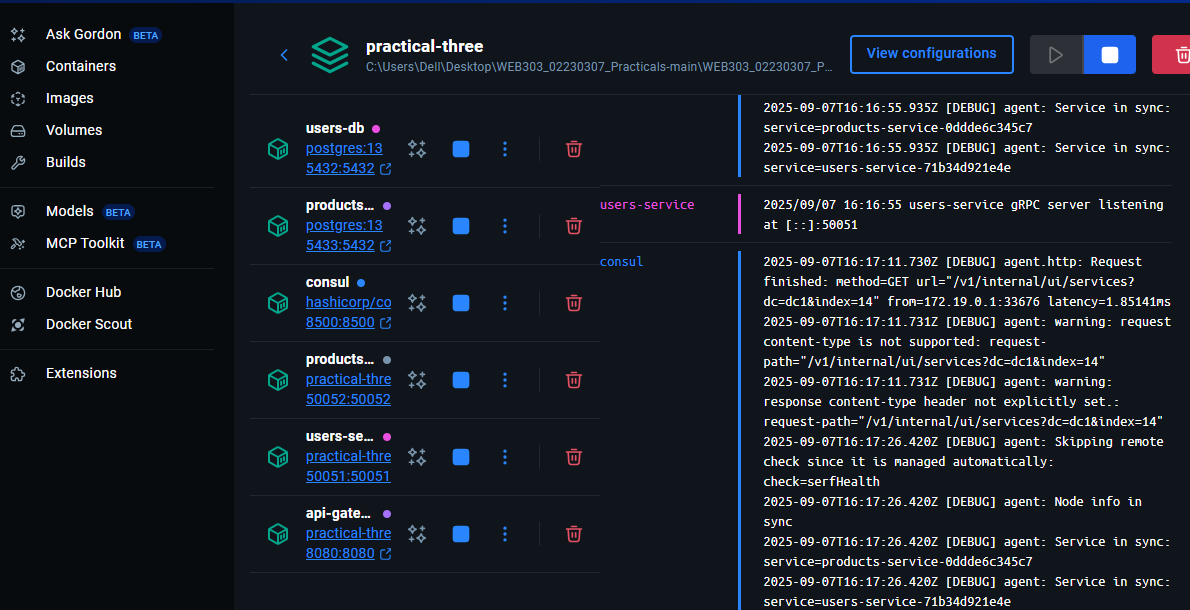 Ask Gordon BETA
Containers
Images
Volumes
Builds
Models BETA
MCP Toolkit BETA
Docker Hub
Docker Scout
Extensions
practical-three
C:\Users\Dell\Desktop\WEB303_02230307_Practicals-main\WEB303_02230307_P...
View configurations
users-db
postgres:13
5432:5432
products...
postgres:13
5433:5432
consul
hashicorp/co
8500:8500
products...
practical-thre
50052:50052
users-se...
practical-thre
50051:50051
api-gate...
practical-thre
8080:8080
2025-09-07T16:16:55.935Z [DEBUG] agent: Service in sync:
service=products-service-0ddde6c345c7
2025-09-07T16:16:55.935Z [DEBUG] agent: Service in sync:
service=users-service-71b34d921e4e
users-service
2025/09/07 16:16:55 users-service gRPC server listening
at [::]:50051
consul
2025-09-07T16:17:11.730Z [DEBUG] agent.http: Request
finished: method=GET url="/v1/internal/ui/services?
dc=dc1&index=14" from=172.19.0.1:33676 latency=1.85141ms
2025-09-07T16:17:11.731Z [DEBUG] agent: warning: request
content-type is not supported: request-
path="/v1/internal/ui/services?dc=dc1&index=14"
2025-09-07T16:17:11.731Z [DEBUG] agent: warning:
response content-type header not explicitly set.:
request-path="/v1/internal/ui/services?dc=dc1&index=14"
2025-09-07T16:17:26.420Z [DEBUG] agent: Skipping remote
check since it is managed automatically:
check=serfHealth
2025-09-07T16:17:26.420Z [DEBUG] agent: Node info in
sync
2025-09-07T16:17:26.420Z [DEBUG] agent: Service in sync:
service=products-service-0ddde6c345c7
2025-09-07T16:17:26.420Z [DEBUG] agent: Service in sync:
service=users-service-71b34d921e4e